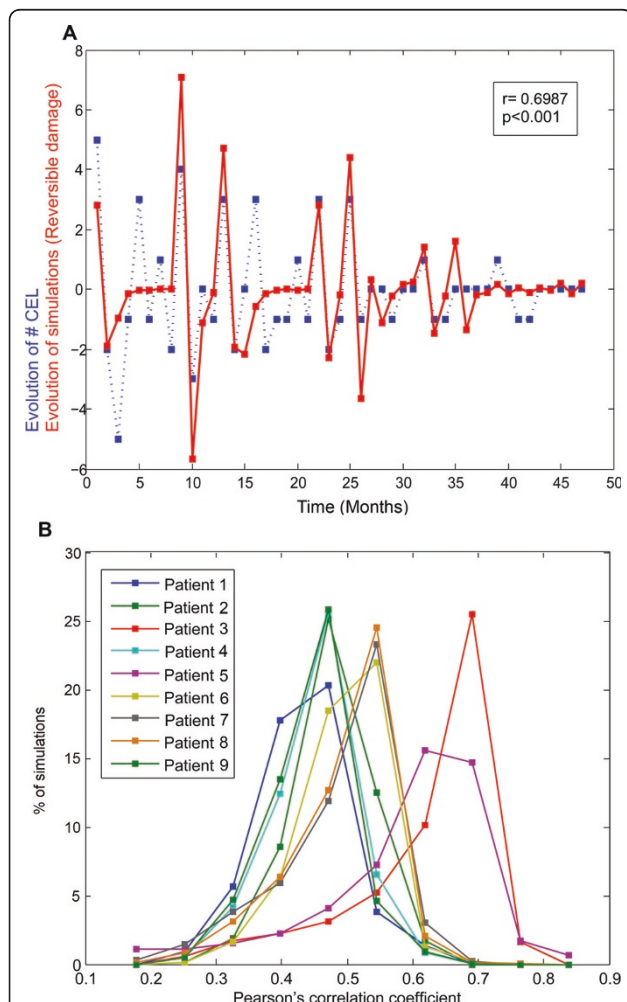 A
8
6
4
2
0
−2
−4
−6
Evolution of # CEL
Evolution of simulations (Reversible damage)
r= 0.6987
p<0.001
0 5 10 15 20 25 30 35 40 45 50
Time (Months)
B
30
25
20
15
10
5
0
% of simulations
Patient 1
Patient 2
Patient 3
Patient 4
Patient 5
Patient 6
Patient 7
Patient 8
Patient 9
0.1 0.2 0.3 0.4 0.5 0.6 0.7 0.8 0.9
Pearson's correlation coefficient